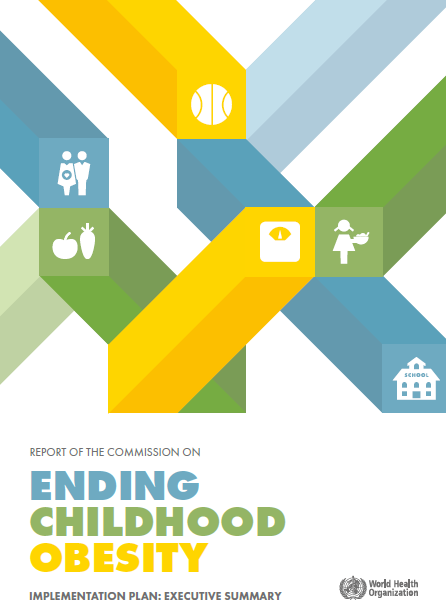 SCHOOL
REPORT OF THE COMMISSION ON
ENDING
CHILDHOOD
OBESITY
IMPLEMENTATION PLAN: EXECUTIVE SUMMARY
World Health
Organization